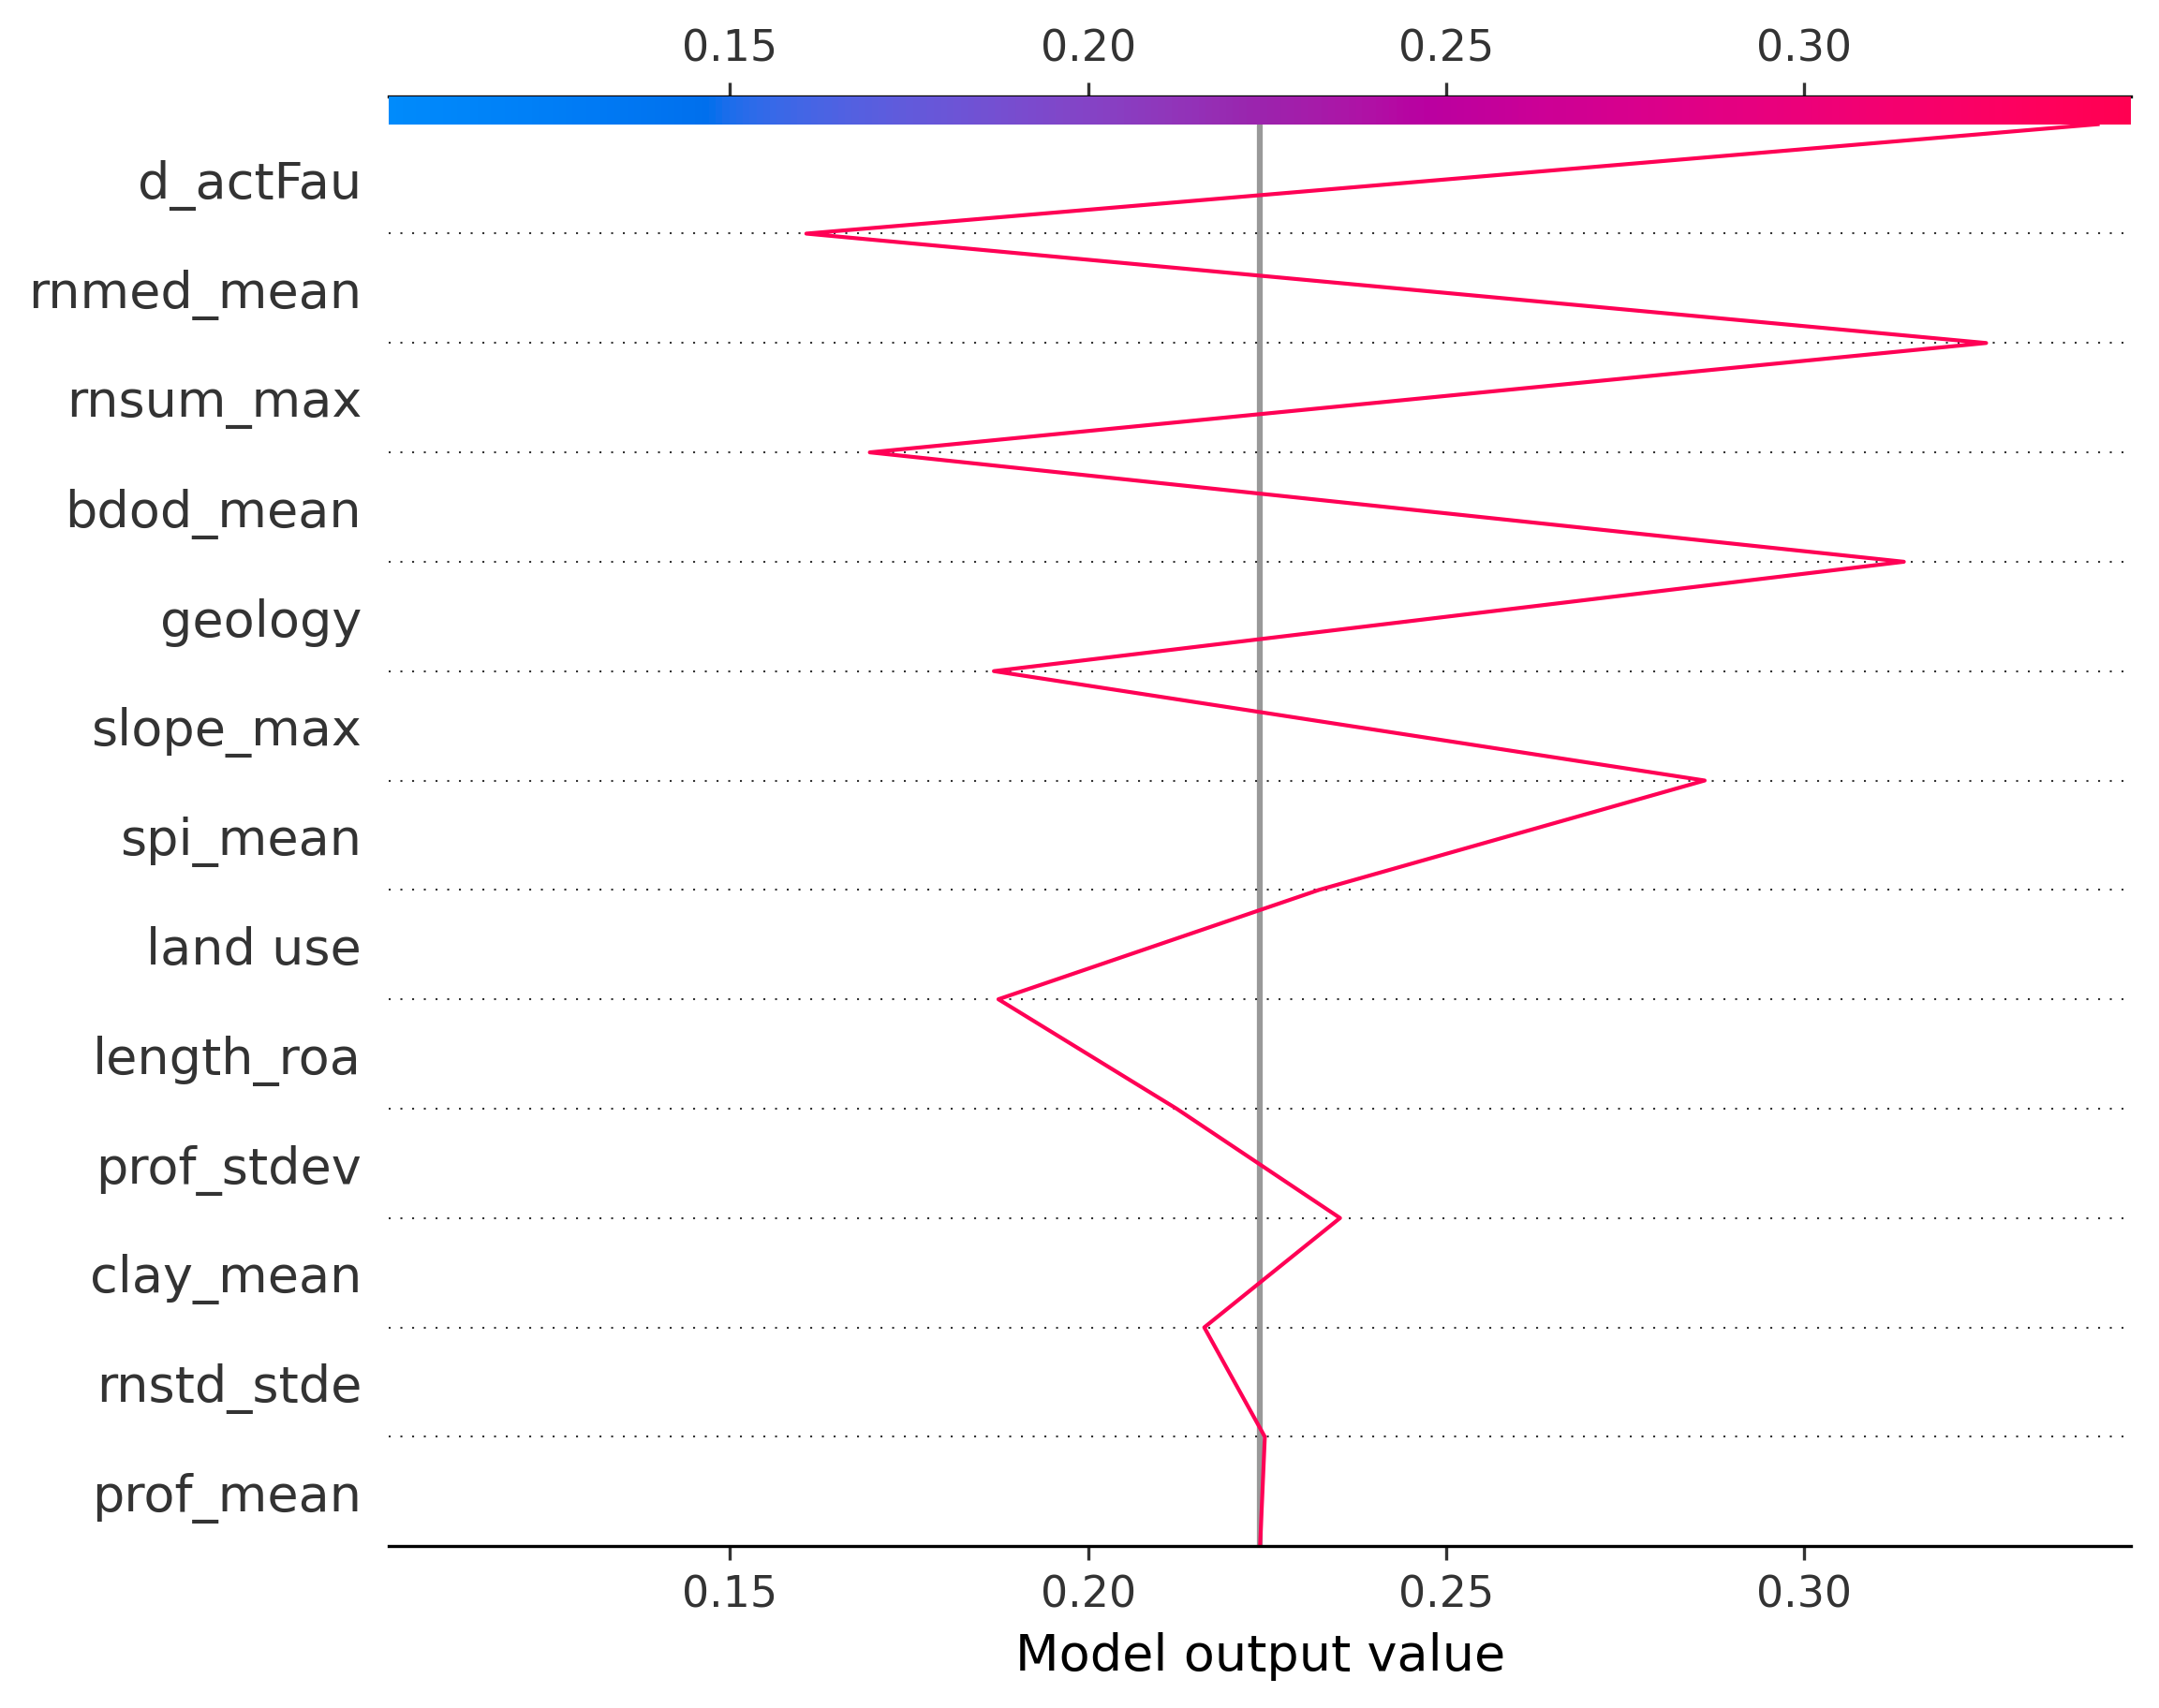 0.15 0.20 0.25 0.30
d_actFau
rnmed_mean
rnsum_max
bdod_mean
geology
slope_max
spi_mean
land use
length_roa
prof_stdev
clay_mean
rnstd_stde
prof_mean
0.15 0.20 0.25 0.30
Model output value